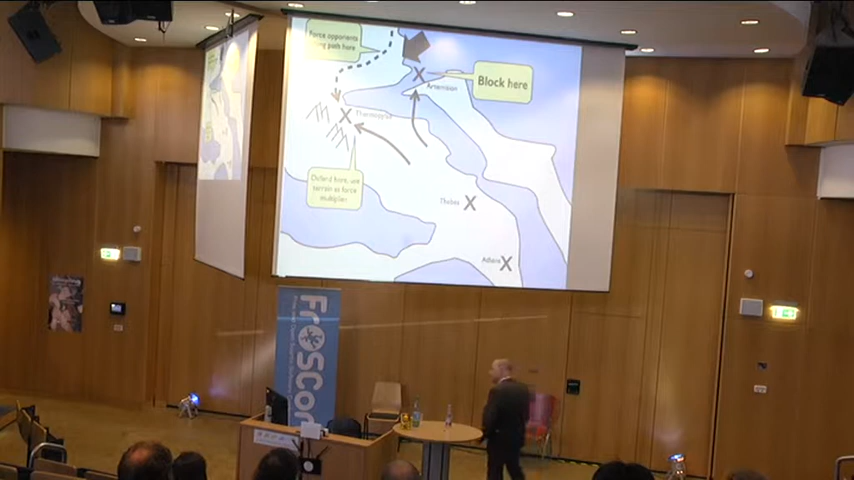 Force opponents
path here
Block here
Artemision
Thermopylae
Defend here, use
terrain as force
multiplier
Thebes
Athens
FrOSCon